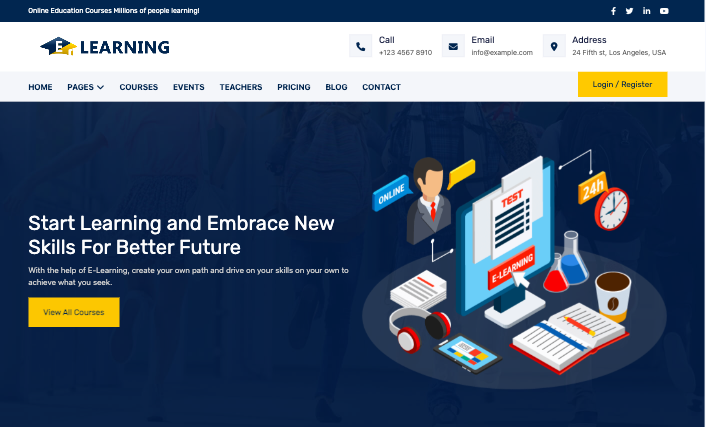 Online Education Courses Millions of people learning!
E LEARNING
Call
+123 4567 8910
Email
info@example.com
Address
24 Fifth st, Los Angeles, USA
HOME PAGES COURSES EVENTS TEACHERS PRICING BLOG CONTACT
Login / Register
ONLINE
TEST
24h
E-LEARNING
Start Learning and Embrace New
Skills For Better Future
With the help of E-Learning, create your own path and drive on your skills on your own to
achieve what you seek.
View All Courses